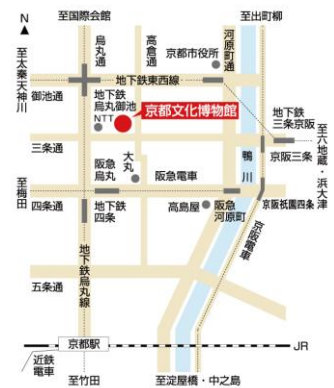 至国際会館
至出町柳
N
烏丸通
高倉通
京都市役所
河原町通
至太秦天神川
地下鉄東西線
御池通
地下鉄
烏丸御池
NTT
京都文化博物館
地下鉄
三条京阪
三条通
京阪三条
至六地蔵・浜大津
鴨川
大丸
阪急
烏丸
阪急電車
至梅田
四条通
地下鉄
四条
高島屋
阪急
河原町
京阪祇園四条
京阪電車
地下鉄烏丸線
五条通
京都駅
JR
近鉄
電車
至竹田
至淀屋橋・中之島